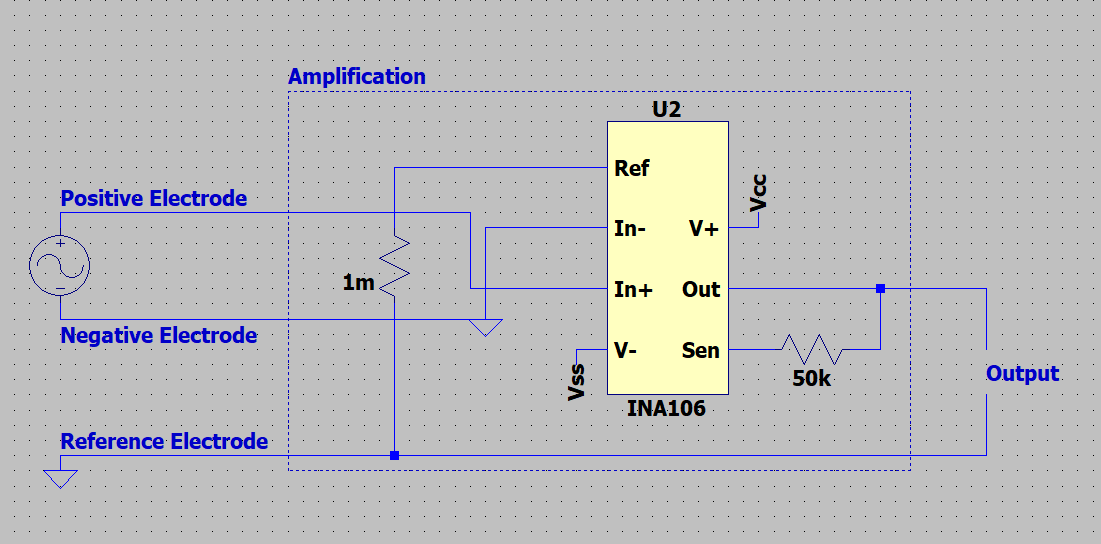 Amplification
U2
Ref
Positive Electrode
Vcc
In-
V+
1m
In+
Out
Negative Electrode
V-
Sen
Vss
50k
Output
INA106
Reference Electrode